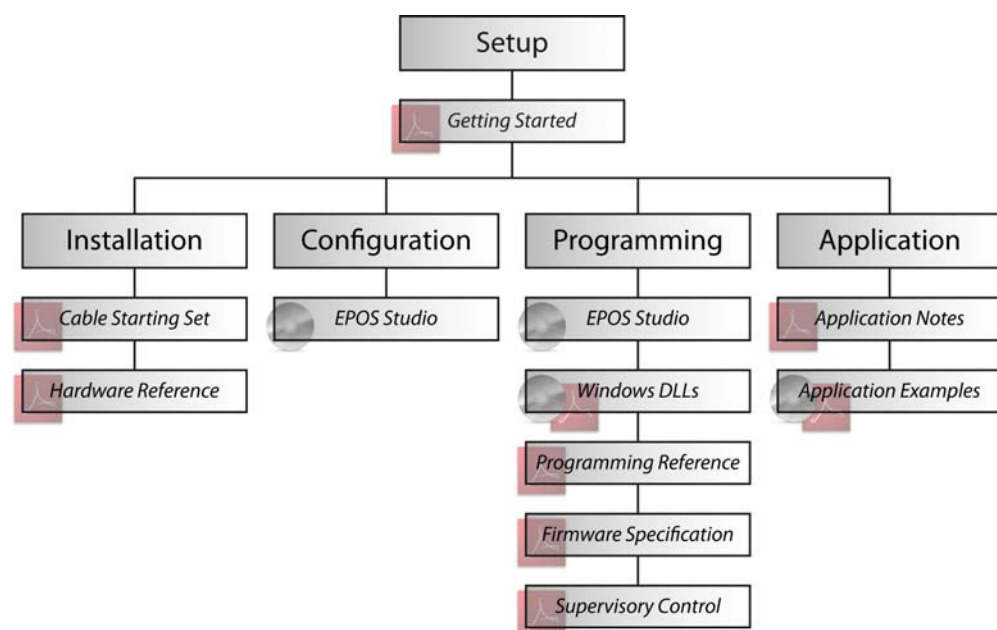 Setup
Getting Started
Installation
Configuration
Programming
Application
Cable Starting Set
EPOS Studio
EPOS Studio
Application Notes
Hardware Reference
Windows DLLs
Application Examples
Programming Reference
Firmware Specification
Supervisory Control